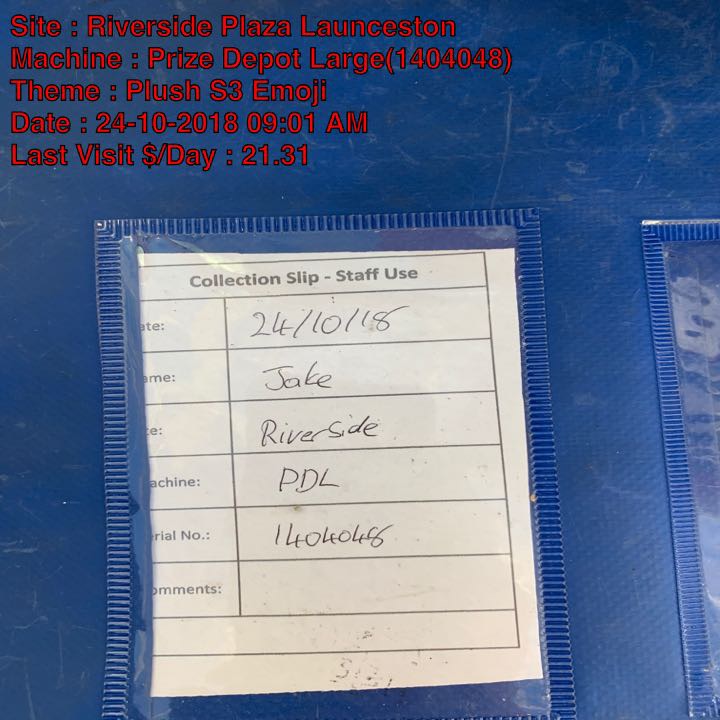 Site : Riverside Plaza Launceston
Machine : Prize Depot Large(1404048)
Theme : Plush S3 Emoji
Date : 24-10-2018 09:01 AM
Last Visit $/Day : 21.31
Collection Slip - Staff Use
ate: 24/10/18
ame: Jake
e: Riverside
achine: PDL
rial No.: 1404048
omments: